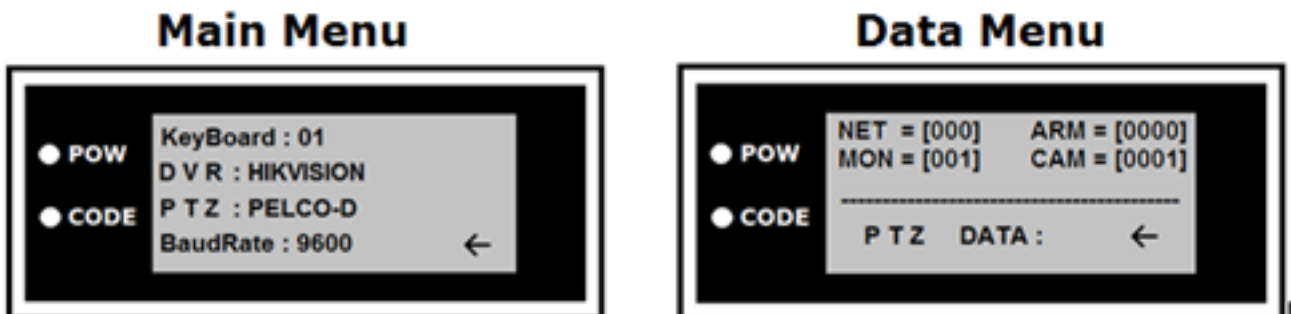 Main Menu
POW
CODE
KeyBoard : 01
D V R : HIKVISION
P T Z : PELCO-D
BaudRate : 9600 ←
Data Menu
POW
CODE
NET = [000] ARM = [0000]
MON = [001] CAM = [0001]
----------------------------------------
P T Z DATA : ←